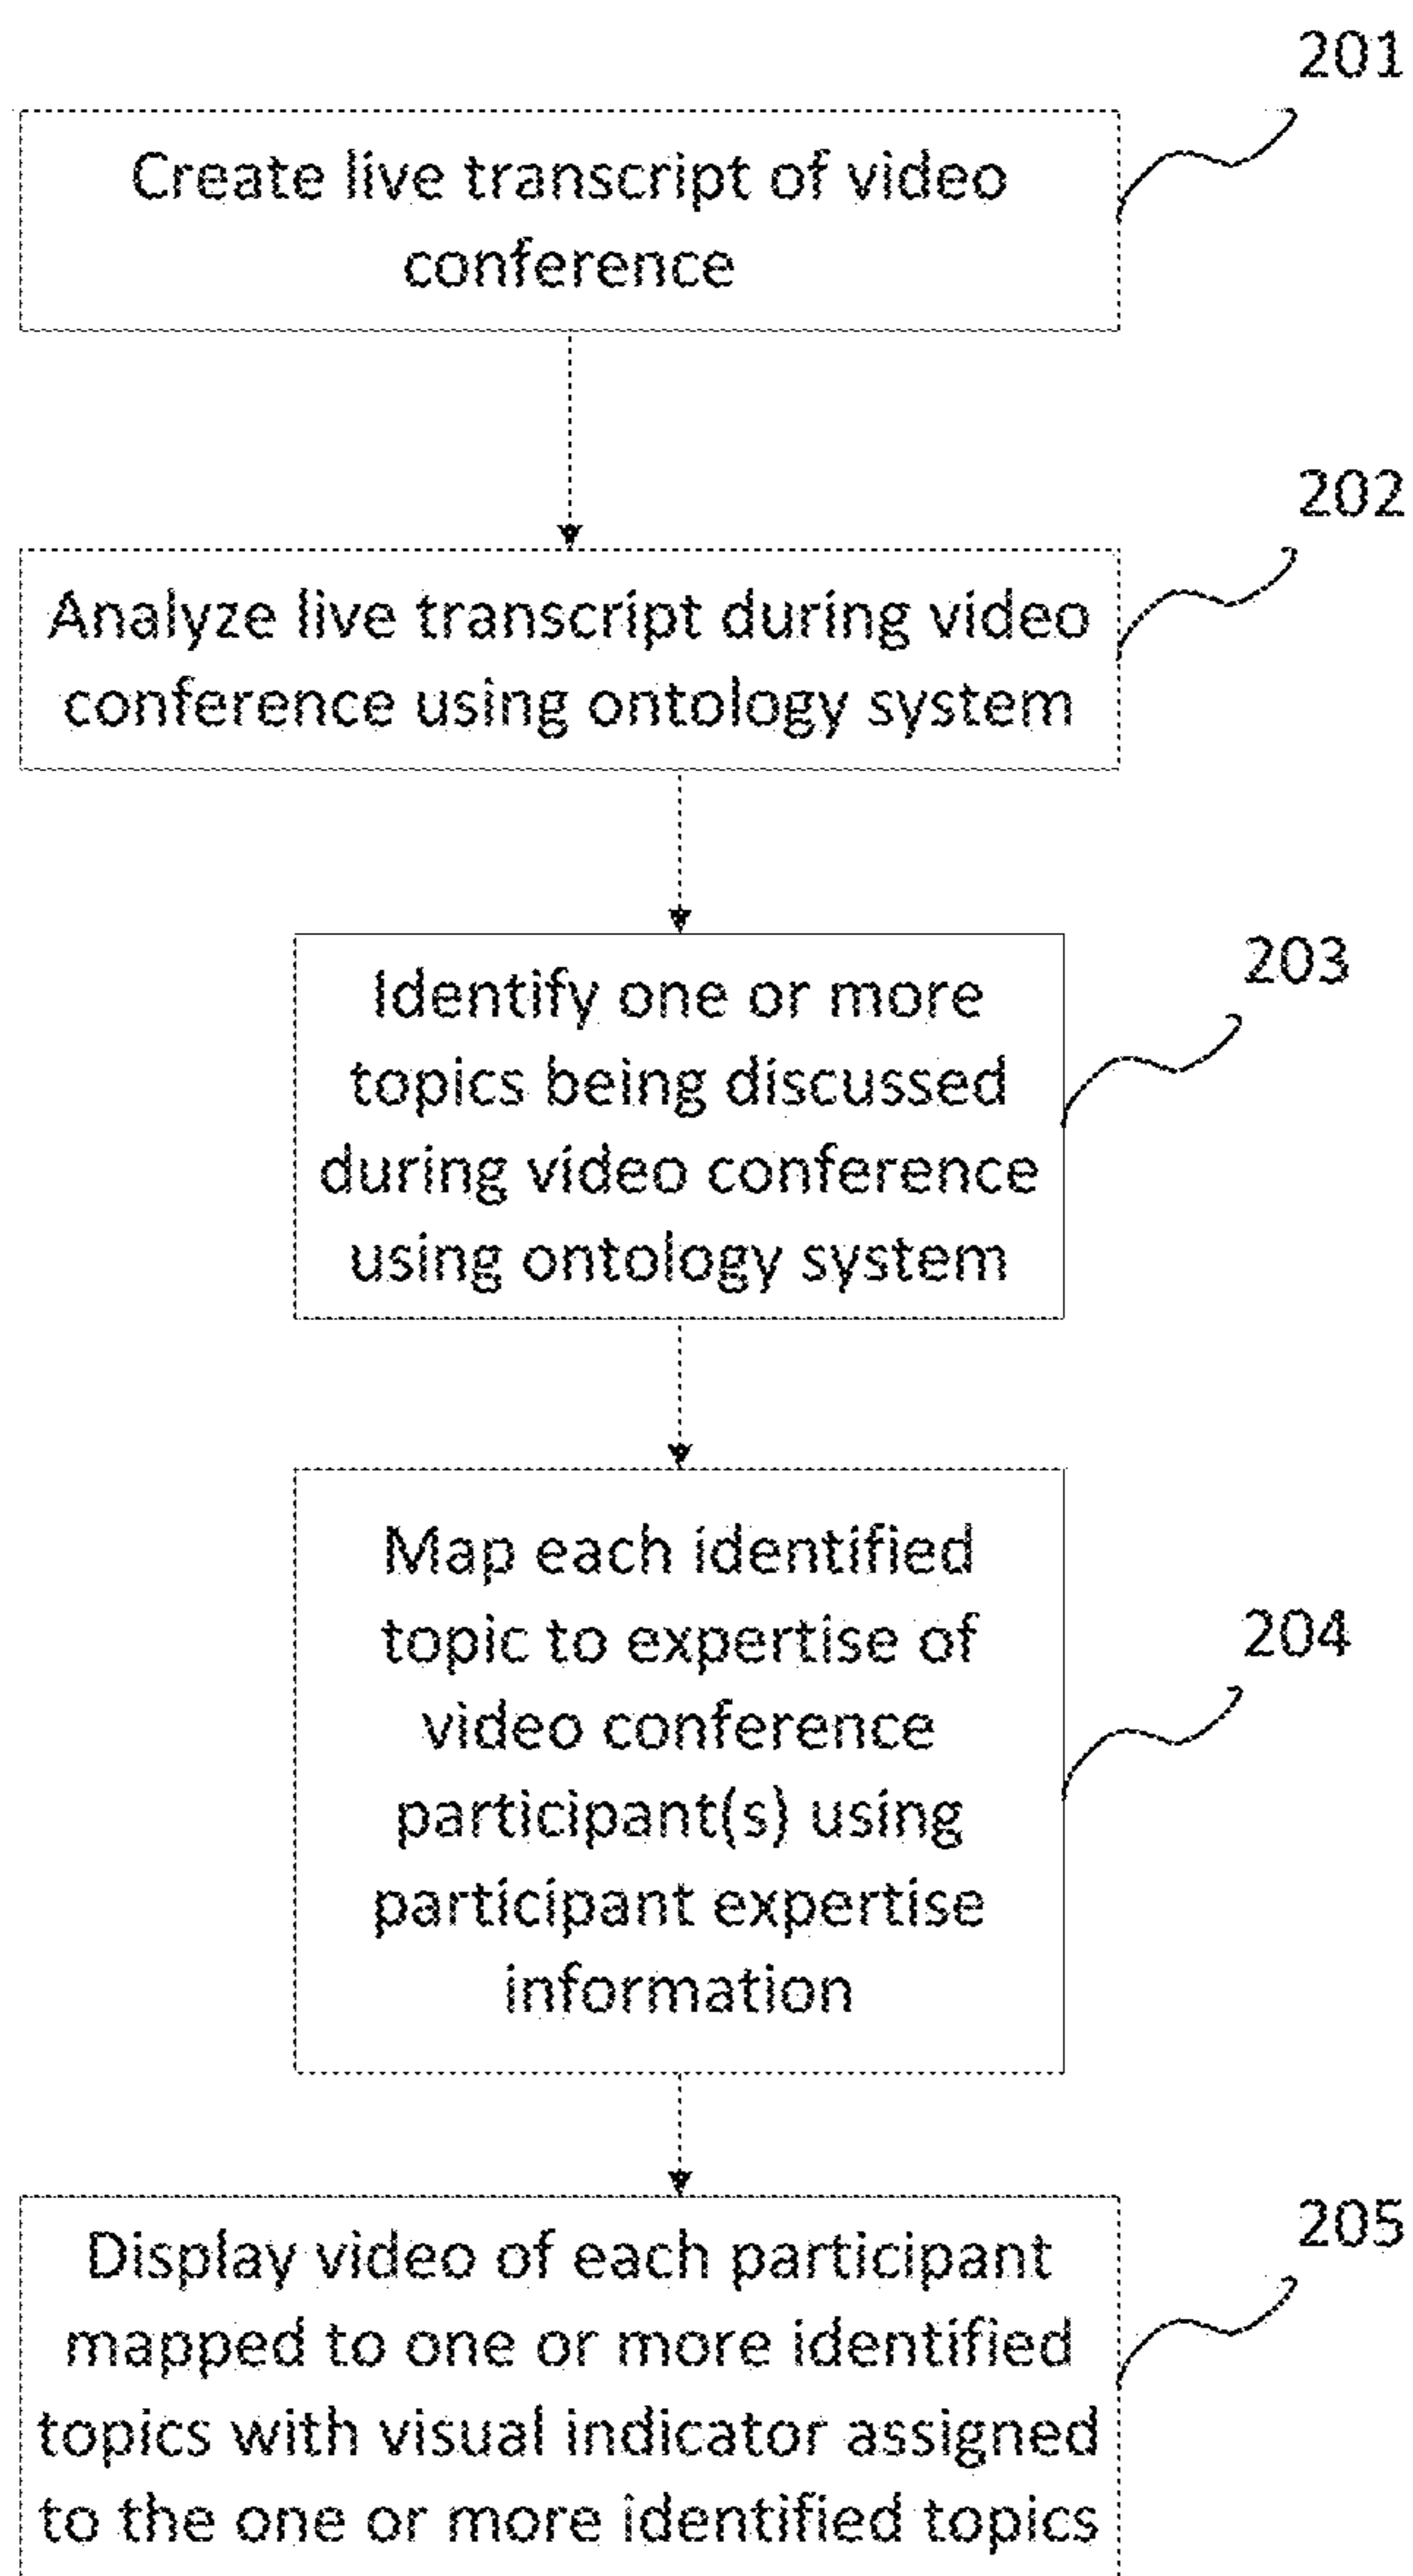 201
Create live transcript of video
conference
202
Analyze live transcript during video
conference using ontology system
203
Identify one or more
topics being discussed
during video conference
using ontology system
204
Map each identified
topic to expertise of
video conference
participant(s) using
participant expertise
information
205
Display video of each participant
mapped to one or more identified
topics with visual indicator assigned
to the one or more identified topics